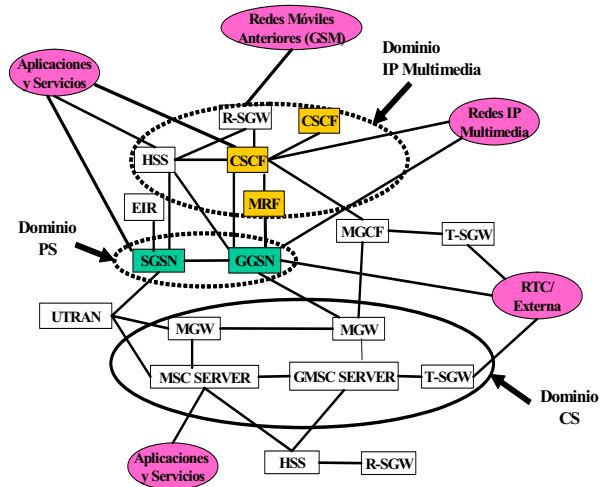 Redes Móviles
Anteriores (GSM)
Dominio
IP Multimedia
Aplicaciones
y Servicios
R-SGW
CSCF
Redes IP
Multimedia
HSS
CSCF
EIR
MRF
Dominio
PS
MGCF
T-SGW
SGSN
GGSN
RTC/
Externa
UTRAN
MGW
MGW
MSC SERVER
GMSC SERVER
T-SGW
Dominio
CS
Aplicaciones
y Servicios
HSS
R-SGW